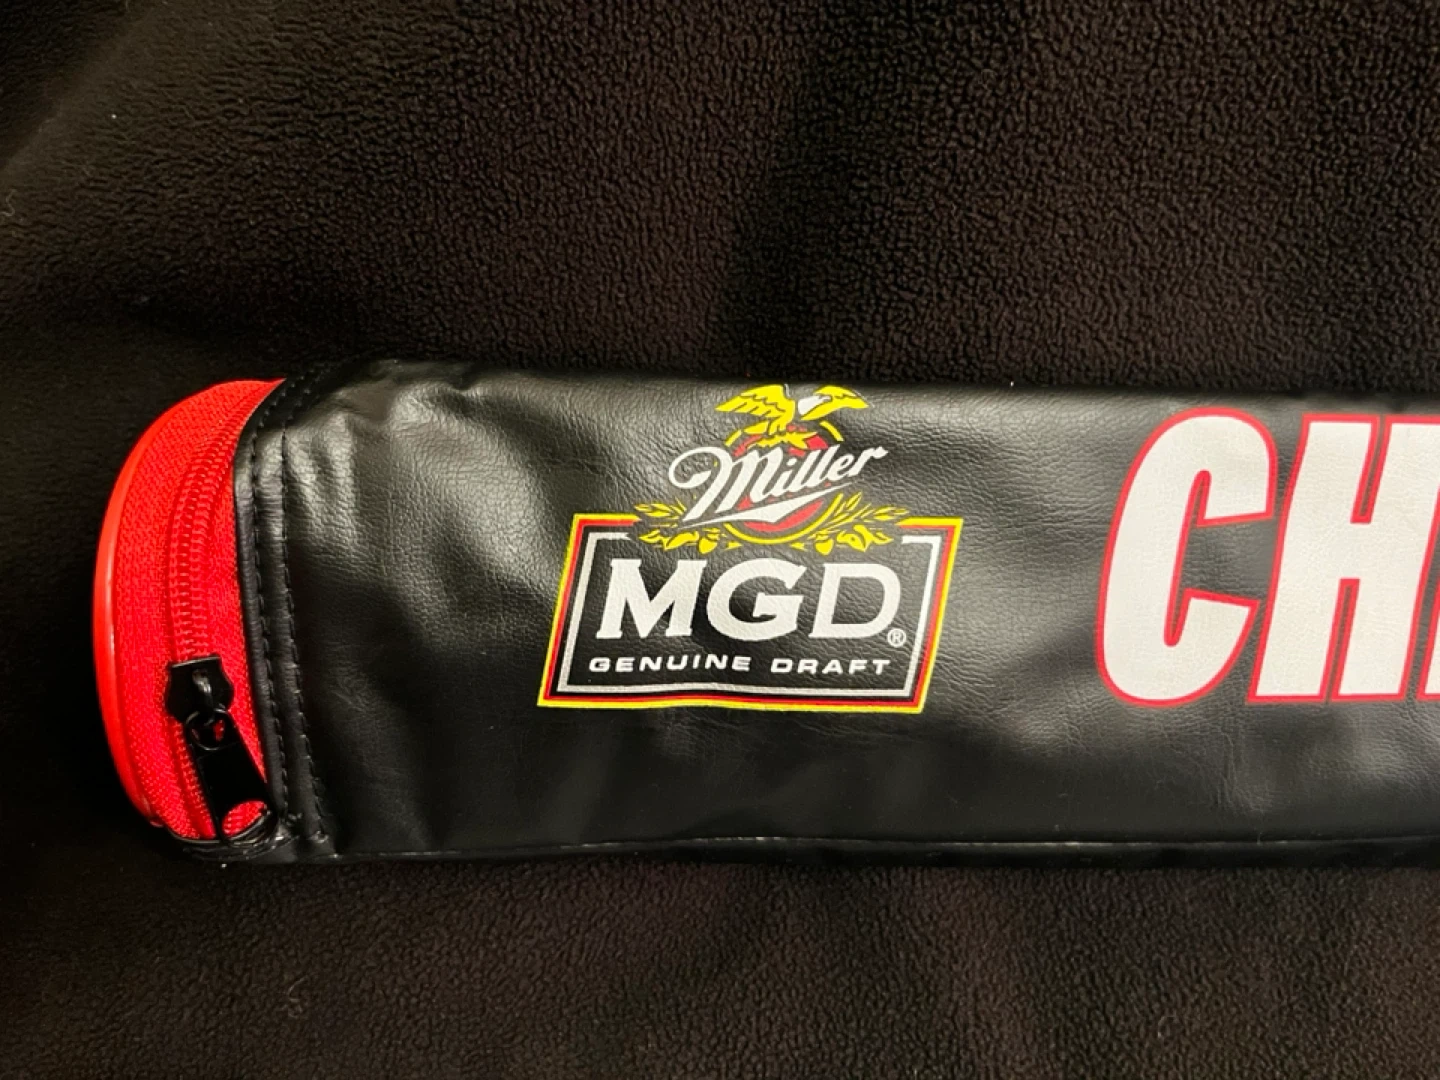 Miller
MGD®
GENUINE DRAFT
CH